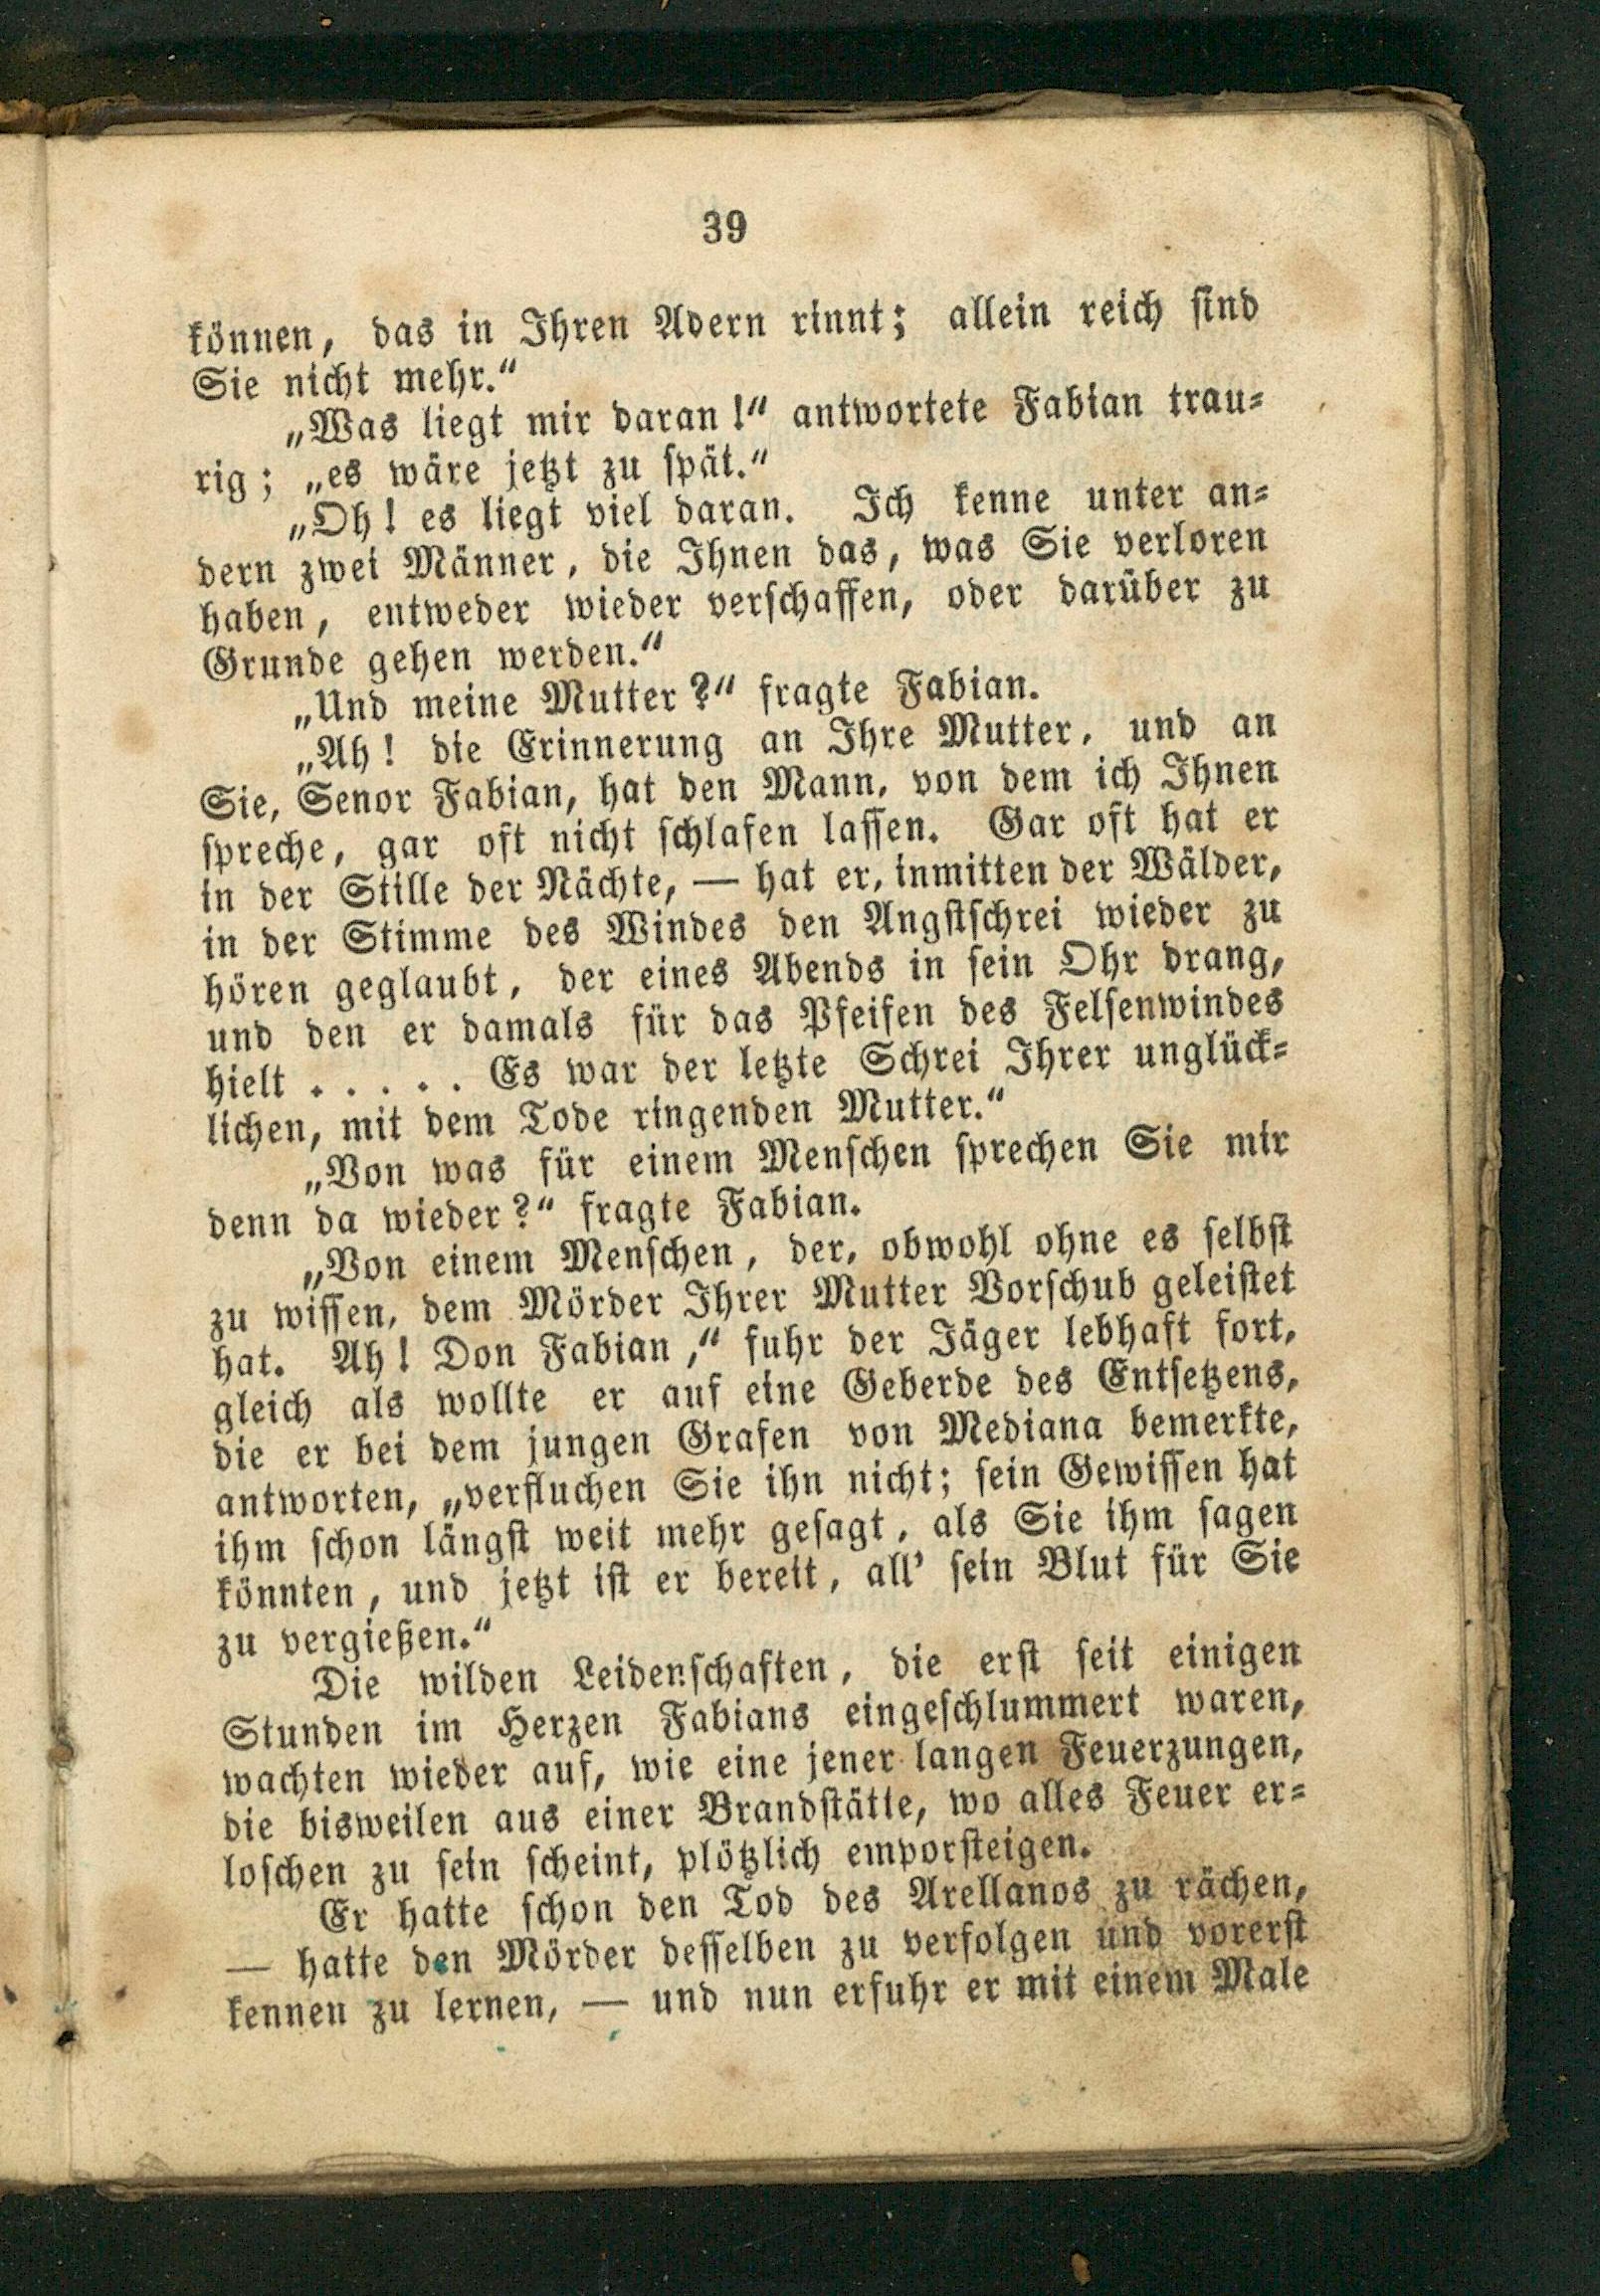 39
können, das in Ihren Adern rinnt; allein reich sind
Sie nicht mehr.“
„Was liegt mir daran!“ antwortete Fabian trau-
rig; „es wäre jetzt zu spät.“
„Oh! es liegt viel daran. Ich kenne unter an-
dern zwei Männer, die Ihnen das, was Sie verloren
haben, entweder wieder verschaffen, oder darüber zu
Grunde gehen werden.“
„Und meine Mutter?“ fragte Fabian.
„Ah! die Erinnerung an Ihre Mutter, und an
Sie, Senor Fabian, hat den Mann, von dem ich Ihnen
spreche, gar oft nicht schlafen lassen. Gar oft hat er
in der Stille der Nächte, — hat er, inmitten der Wälder,
in der Stimme des Windes den Angstschrei wieder zu
hören geglaubt, der eines Abends in sein Ohr drang,
und den er damals für das Pfeifen des Felsenwindes
hielt . . . . . Es war der letzte Schrei Ihrer unglück-
lichen, mit dem Tode ringenden Mutter.“
„Von was für einem Menschen sprechen Sie mir
denn da wieder?“ fragte Fabian.
„Von einem Menschen, der, obwohl ohne es selbst
zu wissen, dem Mörder Ihrer Mutter Vorschub geleistet
hat. Ah! Don Fabian,“ fuhr der Jäger lebhaft fort,
gleich als wollte er auf eine Geberde des Entsetzens,
die er bei dem jungen Grafen von Mediana bemerkte,
antworten, „verfluchen Sie ihn nicht; sein Gewissen hat
ihm schon längst weit mehr gesagt, als Sie ihm sagen
könnten, und jetzt ist er bereit, all’ sein Blut für Sie
zu vergießen.“
Die wilden Leidenschaften, die erst seit einigen
Stunden im Herzen Fabians eingeschlummert waren,
wachten wieder auf, wie eine jener langen Feuerzungen,
die bisweilen aus einer Brandstätte, wo alles Feuer er-
loschen zu sein scheint, plötzlich emporsteigen.
Er hatte schon den Tod des Arellanos zu rächen,
— hatte den Mörder desselben zu verfolgen und vorerst
kennen zu lernen, — und nun erfuhr er mit einem Male